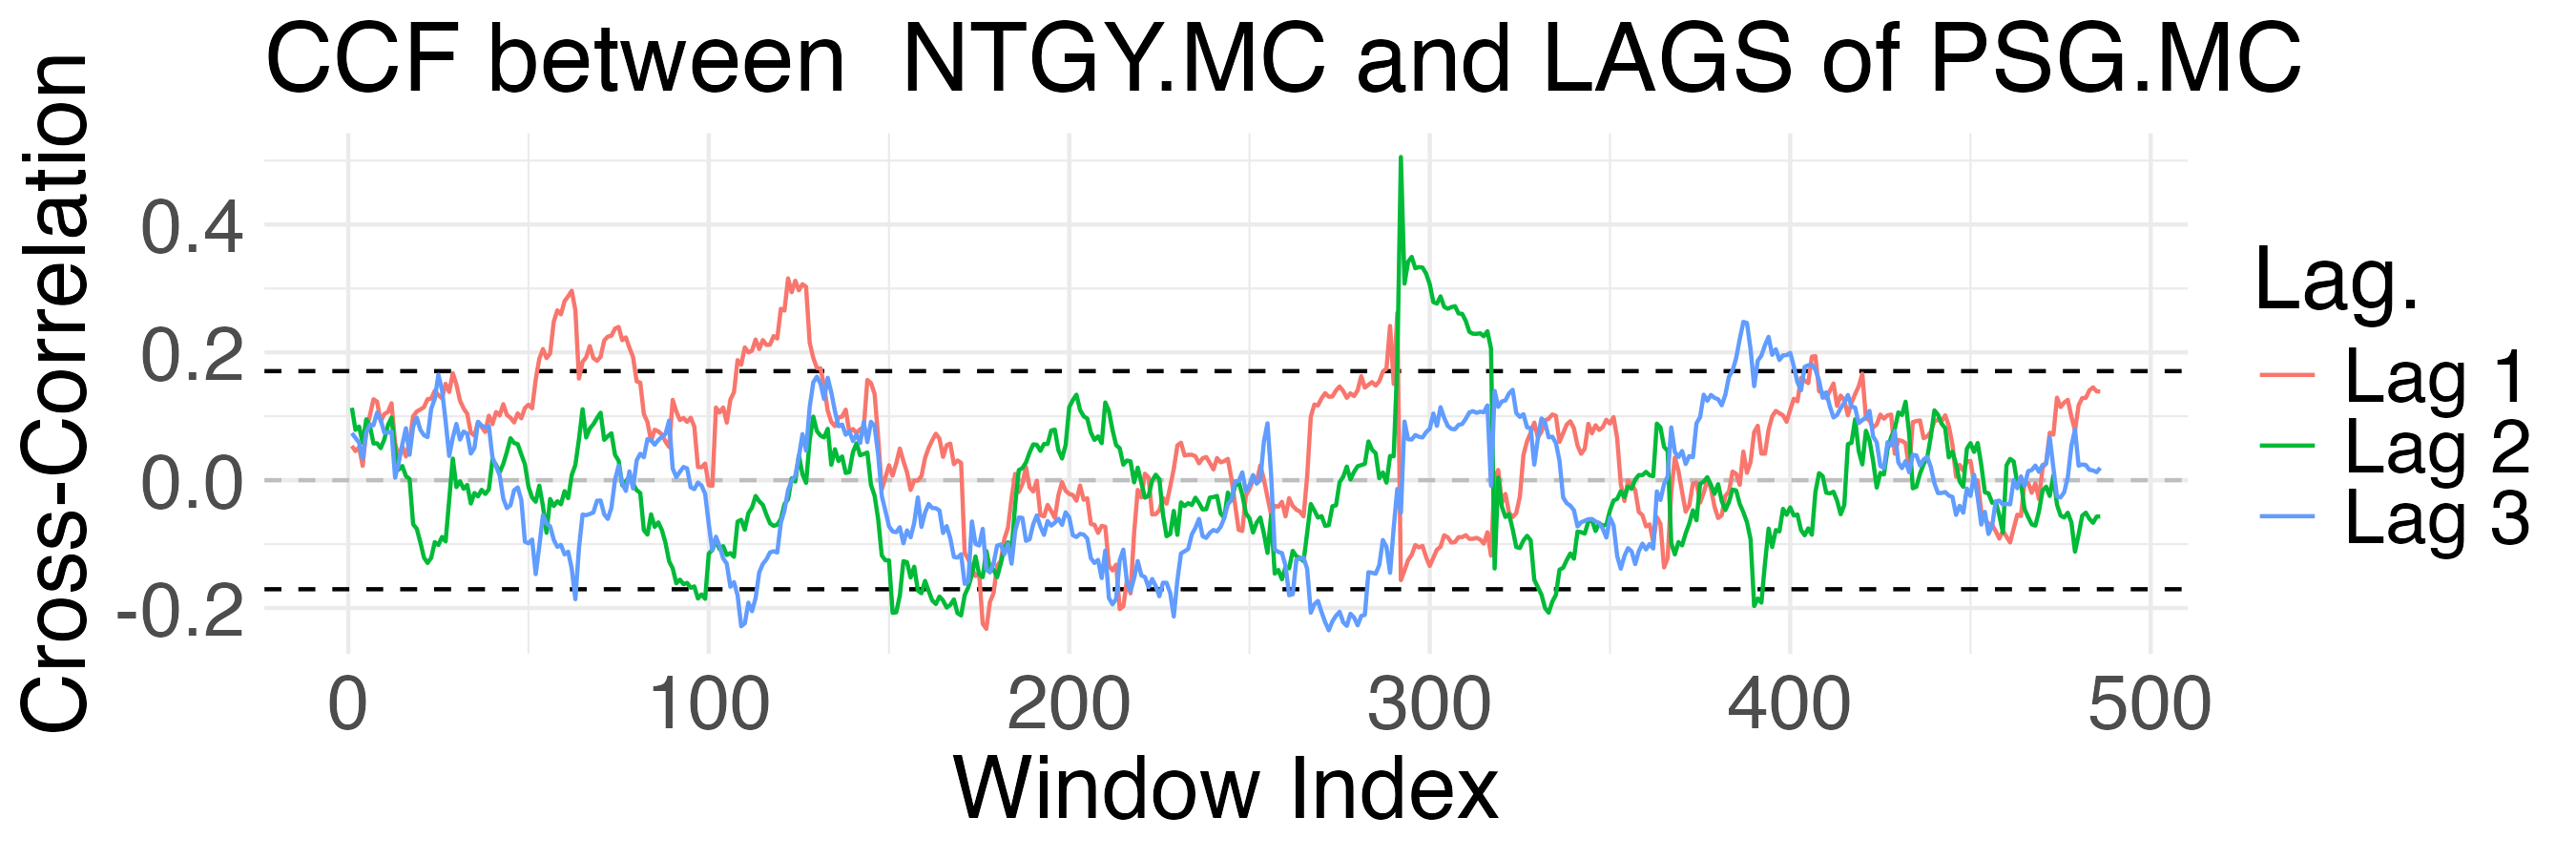 CCF between  NTGY.MC and LAGS of PSG.MC
Cross-Correlation
0.4
0.2
0.0
-0.2
0 100 200 300 400 500
Window Index
Lag.
Lag 1
Lag 2
Lag 3